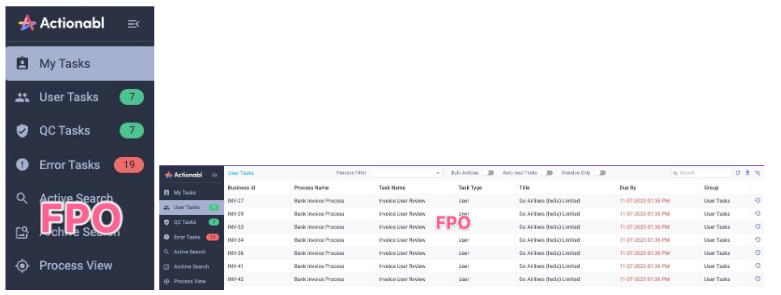 Actionabl
My Tasks
User Tasks 7
QC Tasks 7
Error Tasks 19
Active Search
FPO
Archive Search
Process View
Actionabl User Tasks Process Filter Bulk Actions Assigned Tasks Overdue Only Search
Business Id Process Name Task Name Task Type Title Due By Group
My Tasks INV-27 Bank Invoice Process Invoice User Review User Go Airlines (India) Limited 11-07-2023 01:36 PM User Tasks
User Tasks 7 INV-29 Bank Invoice Process Invoice User Review User Go Airlines (India) Limited 11-07-2023 01:36 PM User Tasks
QC Tasks 7 INV-33 Bank Invoice Process Invoice User Review User Go Airlines (India) Limited 11-07-2023 01:36 PM User Tasks
FPO
Error Tasks 19 INV-34 Bank Invoice Process Invoice User Review User Go Airlines (India) Limited 11-07-2023 01:36 PM User Tasks
Active Search INV-36 Bank Invoice Process Invoice User Review User Go Airlines (India) Limited 11-07-2023 01:36 PM User Tasks
Archive Search INV-41 Bank Invoice Process Invoice User Review User Go Airlines (India) Limited 11-07-2023 01:36 PM User Tasks
Process View INV-42 Bank Invoice Process Invoice User Review User Go Airlines (India) Limited 11-07-2023 01:36 PM User Tasks